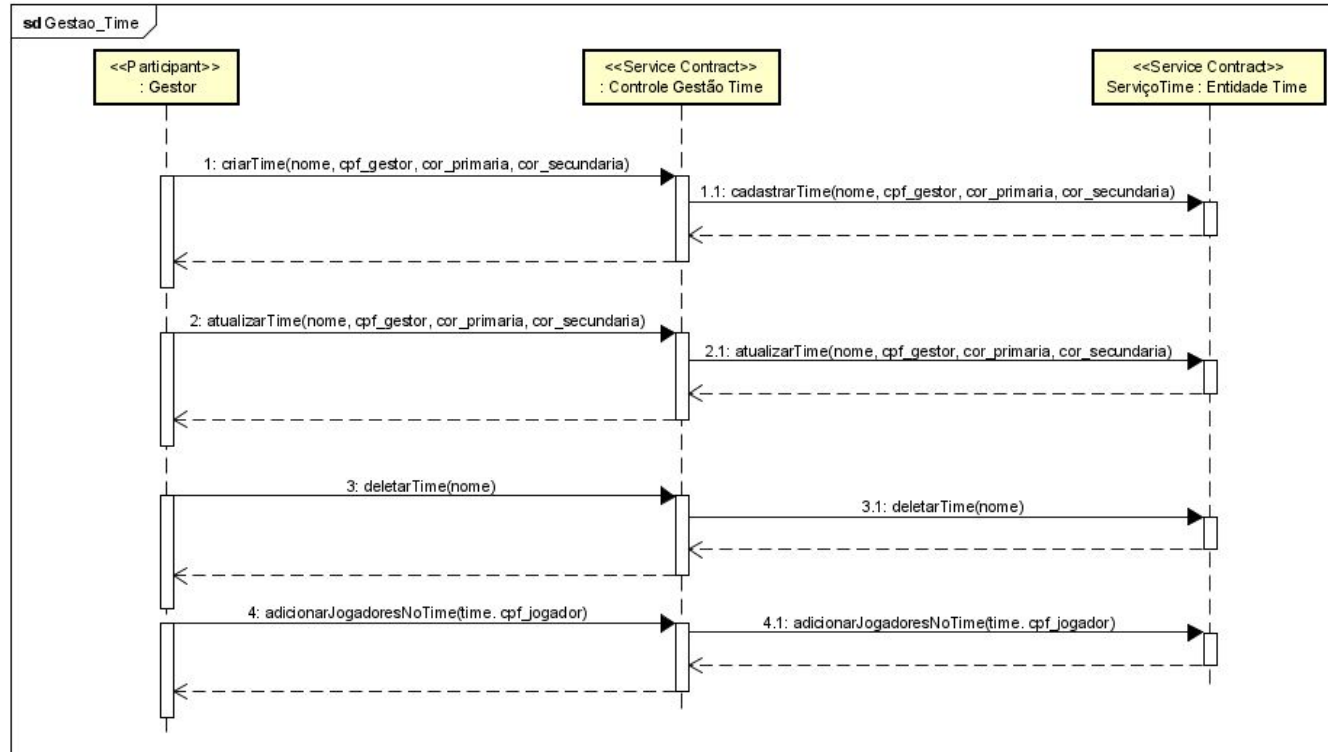 sd Gestao_Time
<<Participant>>
: Gestor
<<Service Contract>>
: Controle Gestão Time
<<Service Contract>>
ServiçoTime : Entidade Time
1: criarTime(nome, cpf_gestor, cor_primaria, cor_secundaria)
1.1: cadastrarTime(nome, cpf_gestor, cor_primaria, cor_secundaria)
2: atualizarTime(nome, cpf_gestor, cor_primaria, cor_secundaria)
2.1: atualizarTime(nome, cpf_gestor, cor_primaria, cor_secundaria)
3: deletarTime(nome)
3.1: deletarTime(nome)
4: adicionarJogadoresNoTime(time. cpf_jogador)
4.1: adicionarJogadoresNoTime(time. cpf_jogador)